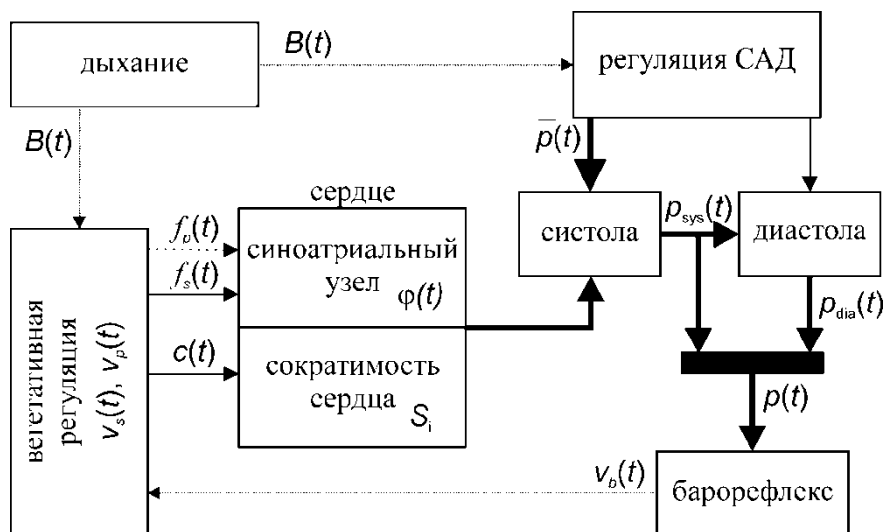 дыхание
B(t)
регуляция САД
B(t)
p̅(t)
сердце
систола
p_sys(t)
диастола
f_p(t)
синоатриальный
узел φ(t)
f_s(t)
p_dia(t)
вегетативная
регуляция
v_s(t), v_p(t)
c(t)
сократимость
сердца S_i
p(t)
v_b(t)
барорефлекс